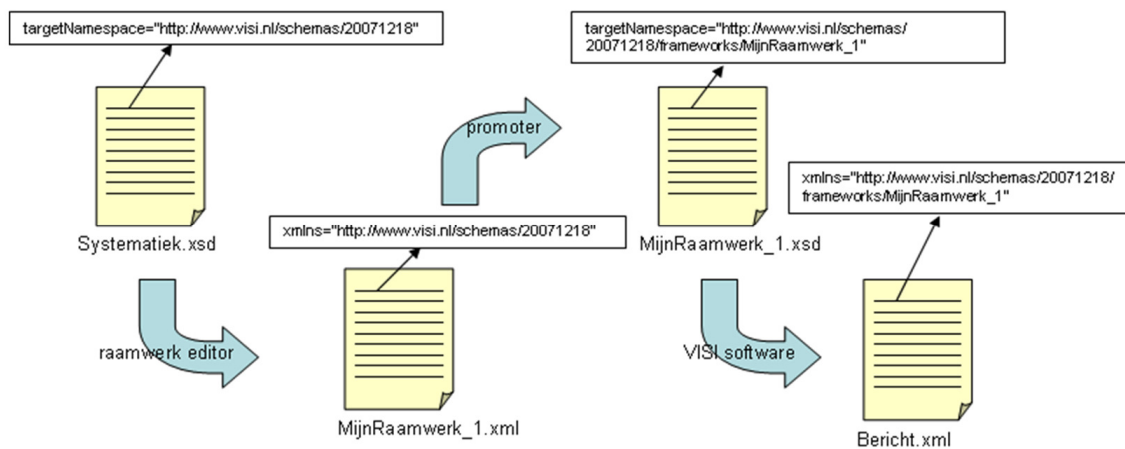 targetNamespace="http://www.visi.nl/schemas/20071218"
targetNamespace="http://www.visi.nl/schemas/
20071218/frameworks/MijnRaamwerk_1"
promoter
xmlns="http://www.visi.nl/schemas/20071218/
frameworks/MijnRaamwerk_1"
xmlns="http://www.visi.nl/schemas/20071218"
Systematiek.xsd
MijnRaamwerk_1.xsd
raamwerk editor
VISI software
MijnRaamwerk_1.xml
Bericht.xml